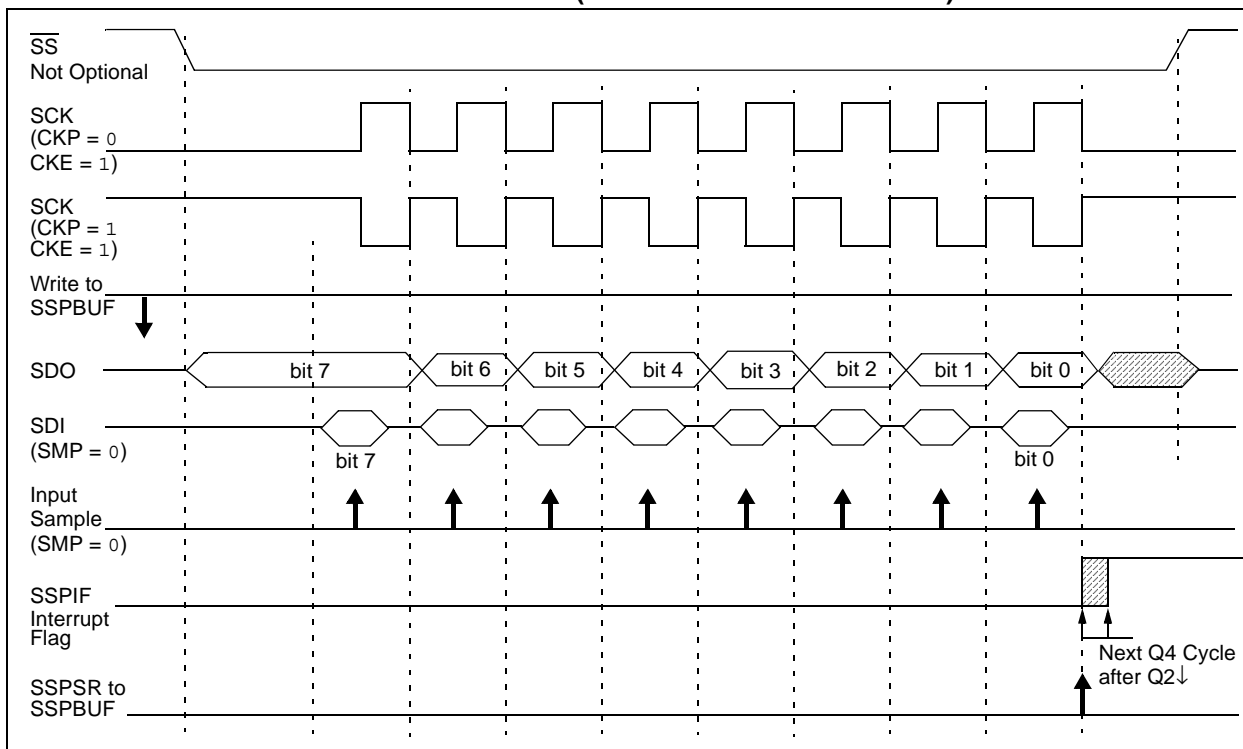 SS
Not Optional
SCK
(CKP = 0
CKE = 1)
SCK
(CKP = 1
CKE = 1)
Write to
SSPBUF
SDO
bit 7
bit 6
bit 5
bit 4
bit 3
bit 2
bit 1
bit 0
SDI
(SMP = 0)
bit 7
bit 0
Input
Sample
(SMP = 0)
SSPIF
Interrupt
Flag
Next Q4 Cycle
after Q2↓
SSPSR to
SSPBUF